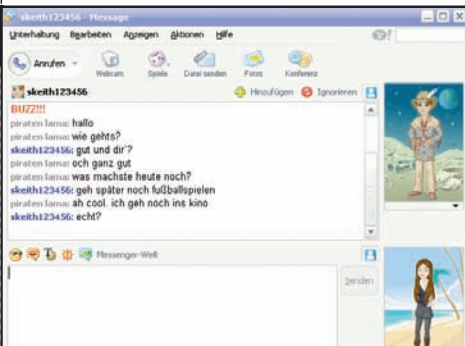 skeith123456 - Message
Unterhaltung Bearbeiten Anzeigen Aktionen Hilfe
Anrufen Webcam Spiele Datei senden Fotos Konferenz
skeith123456 Hinzufügen Ignorieren
BUZZ!!!
piraten lama: hallo
piraten lama: wie gehts?
skeith123456: gut und dir`?
piraten lama: och ganz gut
piraten lama: was machste heute noch?
skeith123456: geh später noch fußballspielen
piraten lama: ah cool. ich geh noch ins kino
skeith123456: echt?
Messenger-Welt
Senden